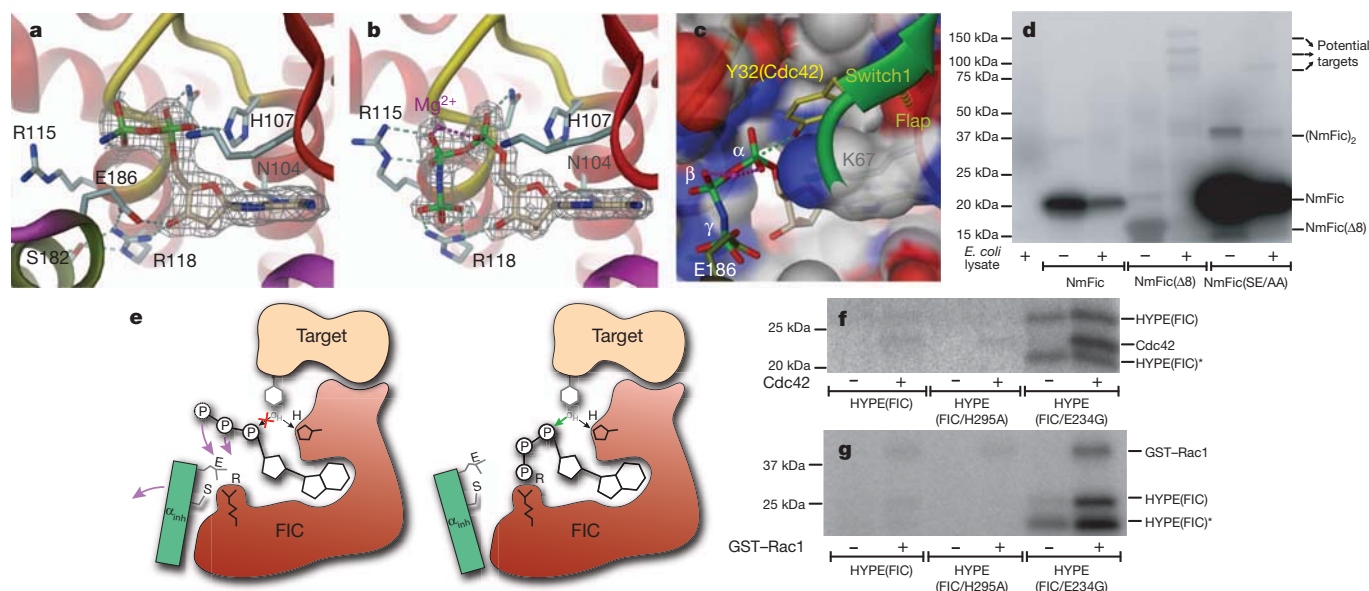 a
R115
H107
N104
E186
S182
R118
b
Mg2+
R115
H107
N104
R118
c
Y32(Cdc42)
Switch1
Flap
K67
α
β
γ
E186
d
150 kDa
100 kDa
75 kDa
50 kDa
37 kDa
25 kDa
20 kDa
15 kDa
Potential
targets
(NmFic)2
NmFic
NmFic(Δ8)
E. coli
lysate
+ − + − + − +
NmFic NmFic(Δ8) NmFic(SE/AA)
e
Target
H
OH
P P P
E
S
R
αinh
FIC
Target
H
OH
P
P
P
E
S
R
αinh
FIC
f
25 kDa
20 kDa
HYPE(FIC)
Cdc42
HYPE(FIC)*
Cdc42 − + − + − +
HYPE(FIC) HYPE HYPE
(FIC/H295A) (FIC/E234G)
g
37 kDa
25 kDa
GST–Rac1
HYPE(FIC)
HYPE(FIC)*
GST–Rac1 − + − + − +
HYPE(FIC) HYPE HYPE
(FIC/H295A) (FIC/E234G)